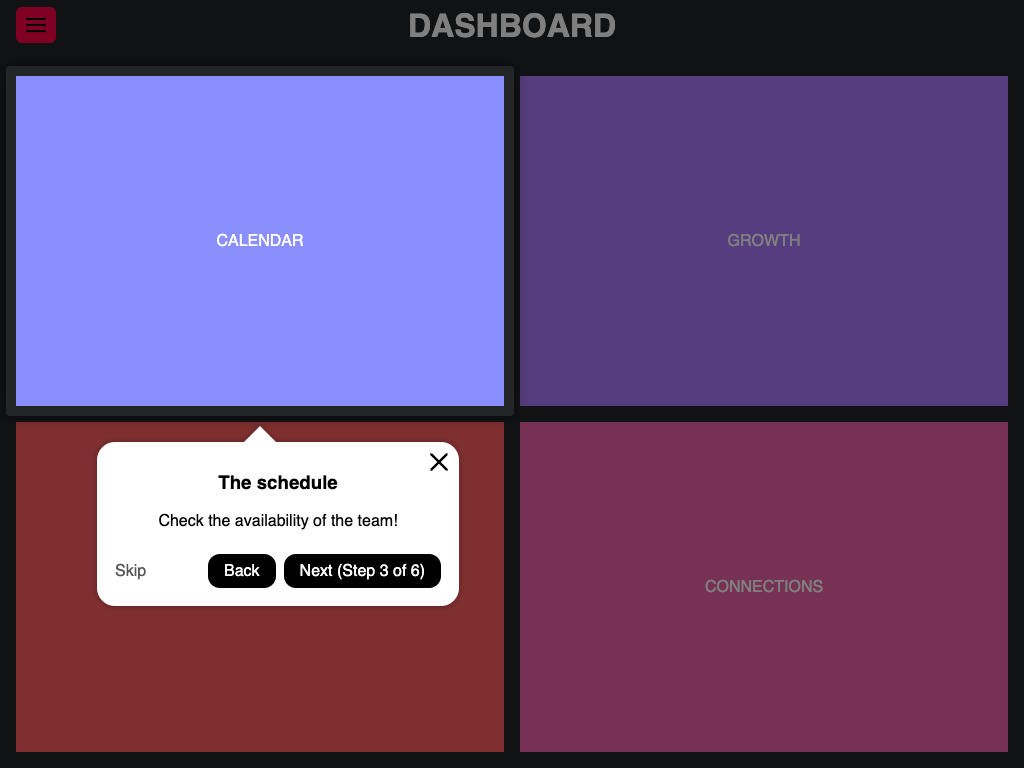 DASHBOARD
CALENDAR
GROWTH
The schedule
Check the availability of the team!
Skip
Back
Next (Step 3 of 6)
CONNECTIONS